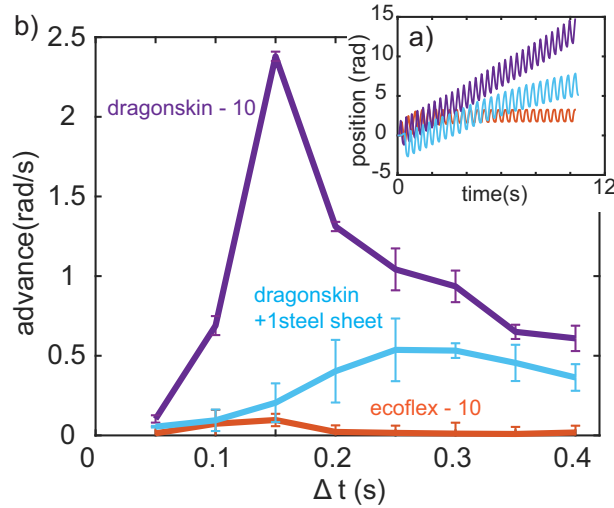 b)
2.5
2
1.5
1
0.5
0
advance(rad/s)
dragonskin - 10
dragonskin
+1steel sheet
ecoflex - 10
0
0.1
0.2
0.3
0.4
Δ t (s)
a)
15
10
5
0
-5
position (rad)
0
6
12
time(s)